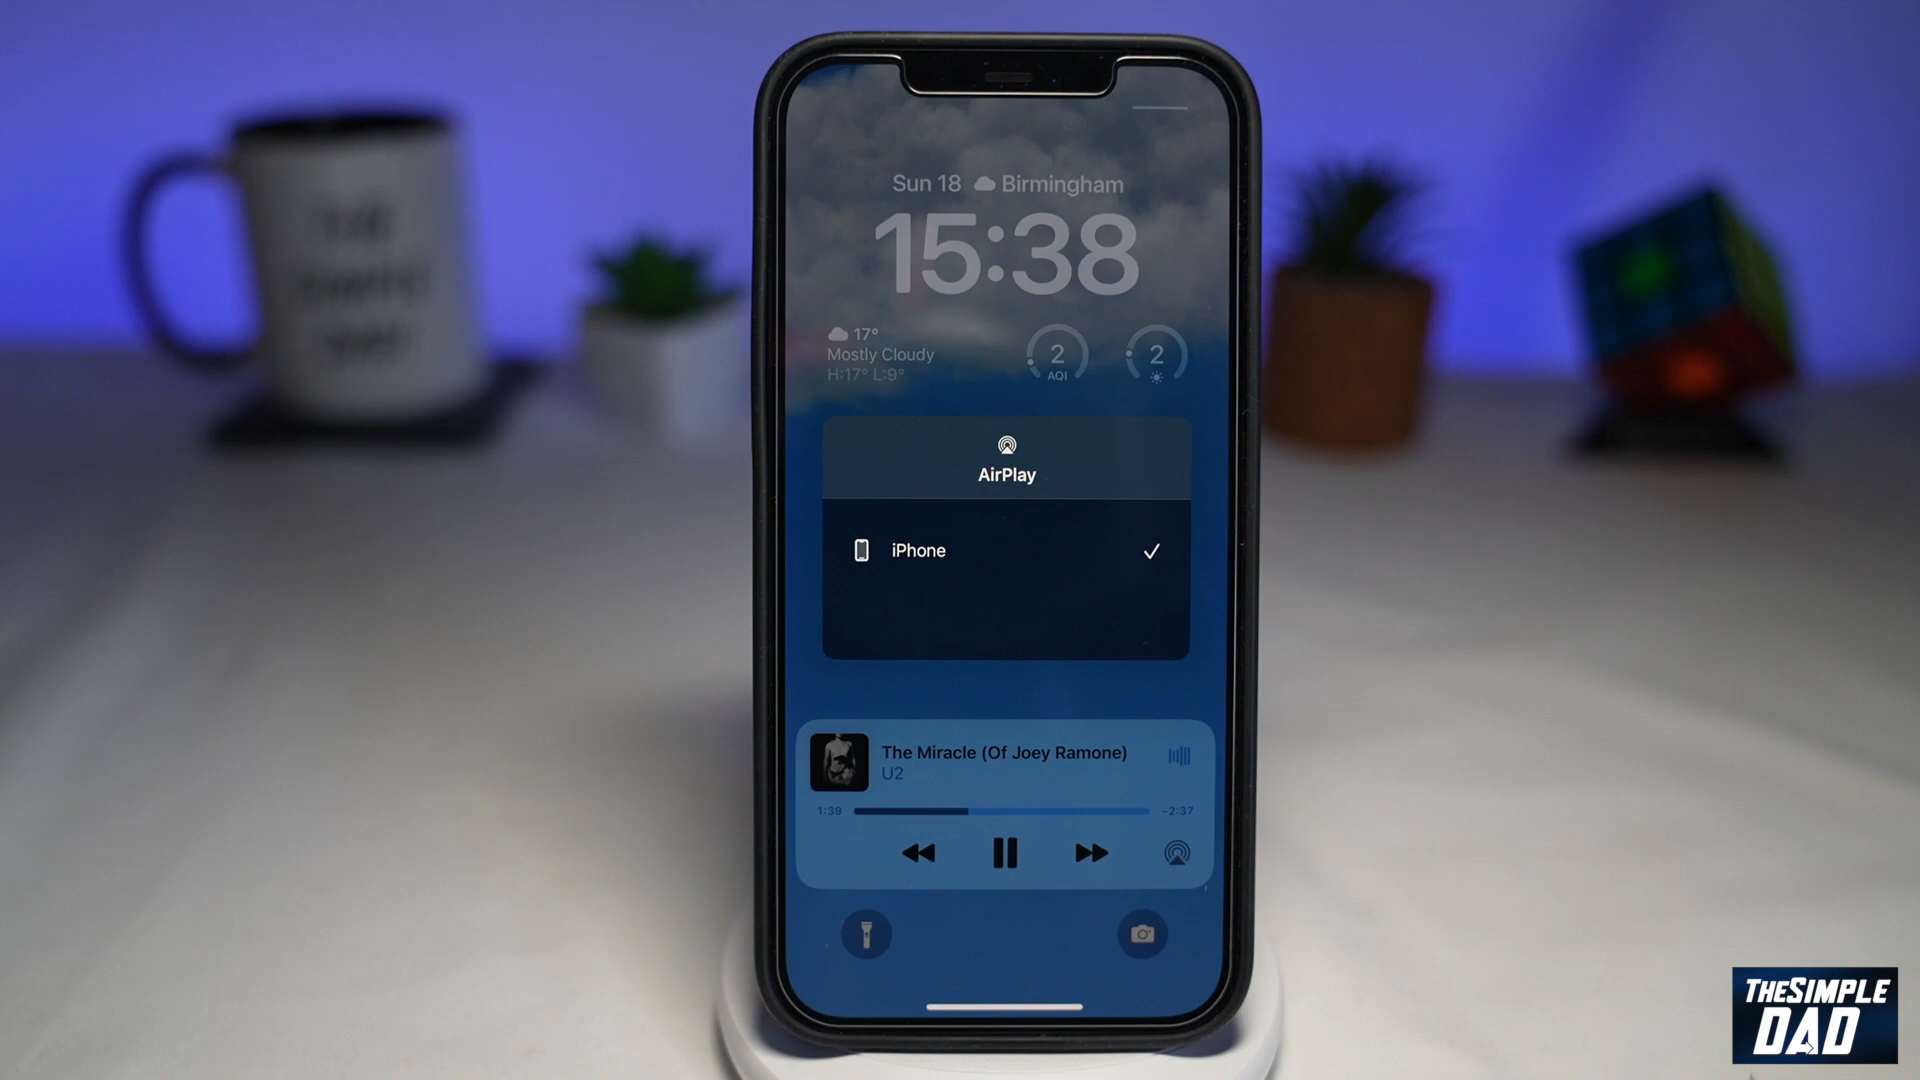 Sun 18 Birmingham
15:38
17°
Mostly Cloudy
H:17° L:9°
2
AQI
2
AirPlay
iPhone
The Miracle (Of Joey Ramone)
U2
1:39
-2:37
THESIMPLE
DAD